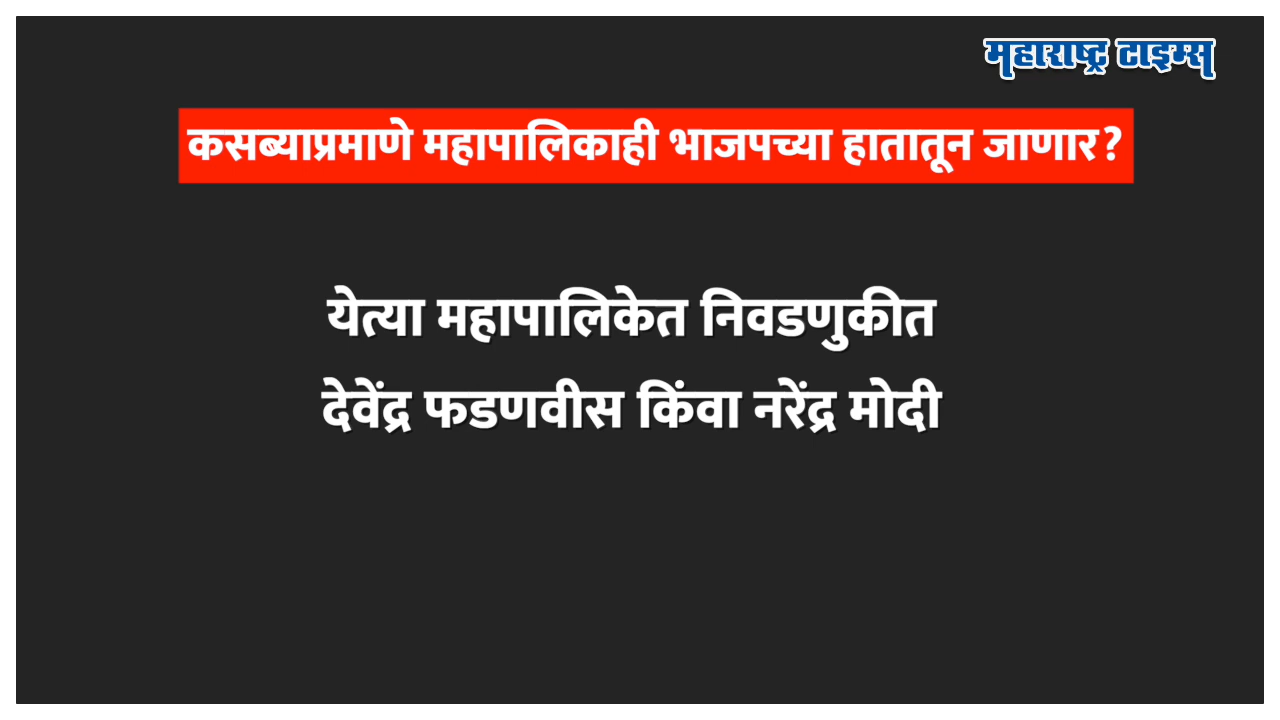 महाराष्ट्र टाइम्स
कसब्याप्रमाणे महापालिकाही भाजपच्या हातातून जाणार?
येत्या महापालिकेत निवडणुकीत
देवेंद्र फडणवीस किंवा नरेंद्र मोदी